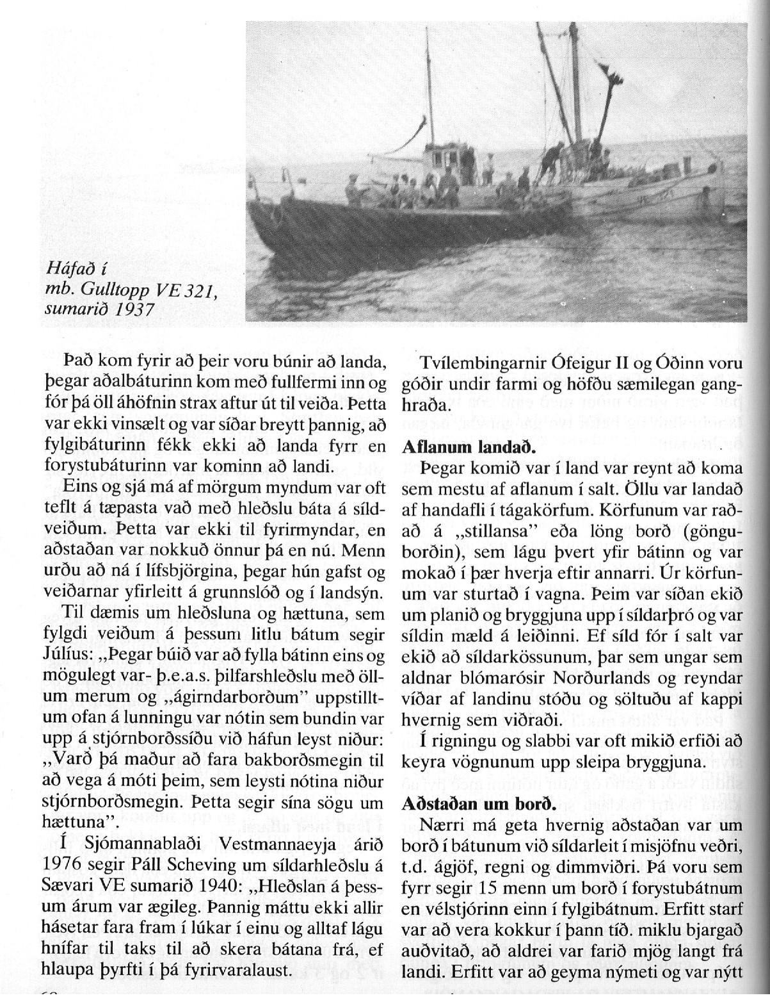 Háfað í
mb. Gulltopp VE 321,
sumarið 1937
Það kom fyrir að þeir voru búnir að landa,
þegar aðalbáturinn kom með fullfermi inn og
fór þá öll áhöfnin strax aftur út til veiða. Þetta
var ekki vinsælt og var síðar breytt þannig, að
fylgibáturinn fékk ekki að landa fyrr en
forystubáturinn var kominn að landi.
Eins og sjá má af mörgum myndum var oft
teflt á tæpasta vað með hleðslu báta á síld-
veiðum. Þetta var ekki til fyrirmyndar, en
aðstaðan var nokkuð önnur þá en nú. Menn
urðu að ná í lífsbjörgina, þegar hún gafst og
veiðarnar yfirleitt á grunnslóð og í landsýn.
Til dæmis um hleðsluna og hættuna, sem
fylgdi veiðum á þessum litlu bátum segir
Júlíus: „Þegar búið var að fylla bátinn eins og
mögulegt var- þ.e.a.s. þilfarshleðslu með öll-
um merum og „ágirndarborðum” uppstillt-
um ofan á lunningu var nótin sem bundin var
upp á stjórnborðssíðu við háfun leyst niður:
„Varð þá maður að fara bakborðsmegin til
að vega á móti þeim, sem leysti nótina niður
stjórnborðsmegin. Þetta segir sína sögu um
hættuna”.
Í Sjómannablaði Vestmannaeyja árið
1976 segir Páll Scheving um síldarhleðslu á
Sævari VE sumarið 1940: „Hleðslan á þess-
um árum var ægileg. Þannig máttu ekki allir
hásetar fara fram í lúkar í einu og alltaf lágu
hnífar til taks til að skera bátana frá, ef
hlaupa þyrfti í þá fyrirvaralaust.
Tvílembingarnir Ófeigur II og Óðinn voru
góðir undir farmi og höfðu sæmilegan gang-
hraða.
Aflanum landað.
Þegar komið var í land var reynt að koma
sem mestu af aflanum í salt. Öllu var landað
af handafli í tágakörfum. Körfunum var rað-
að á „stillansa” eða löng borð (göngu-
borðin), sem lágu þvert yfir bátinn og var
mokað í þær hverja eftir annarri. Úr körfun-
um var sturtað í vagna. Þeim var síðan ekið
um planið og bryggjuna upp í síldarþró og var
síldin mæld á leiðinni. Ef síld fór í salt var
ekið að síldarkössunum, þar sem ungar sem
aldnar blómarósir Norðurlands og reyndar
víðar af landinu stóðu og söltuðu af kappi
hvernig sem viðraði.
Í rigningu og slabbi var oft mikið erfiði að
keyra vögnunum upp sleipa bryggjuna.
Aðstaðan um borð.
Nærri má geta hvernig aðstaðan var um
borð í bátunum við síldarleit í misjöfnu veðri,
t.d. ágjöf, regni og dimmviðri. Þá voru sem
fyrr segir 15 menn um borð í forystubátnum
en vélstjórinn einn í fylgibátnum. Erfitt starf
var að vera kokkur í þann tíð. miklu bjargað
auðvitað, að aldrei var farið mjög langt frá
landi. Erfitt var að geyma nýmeti og var nýtt